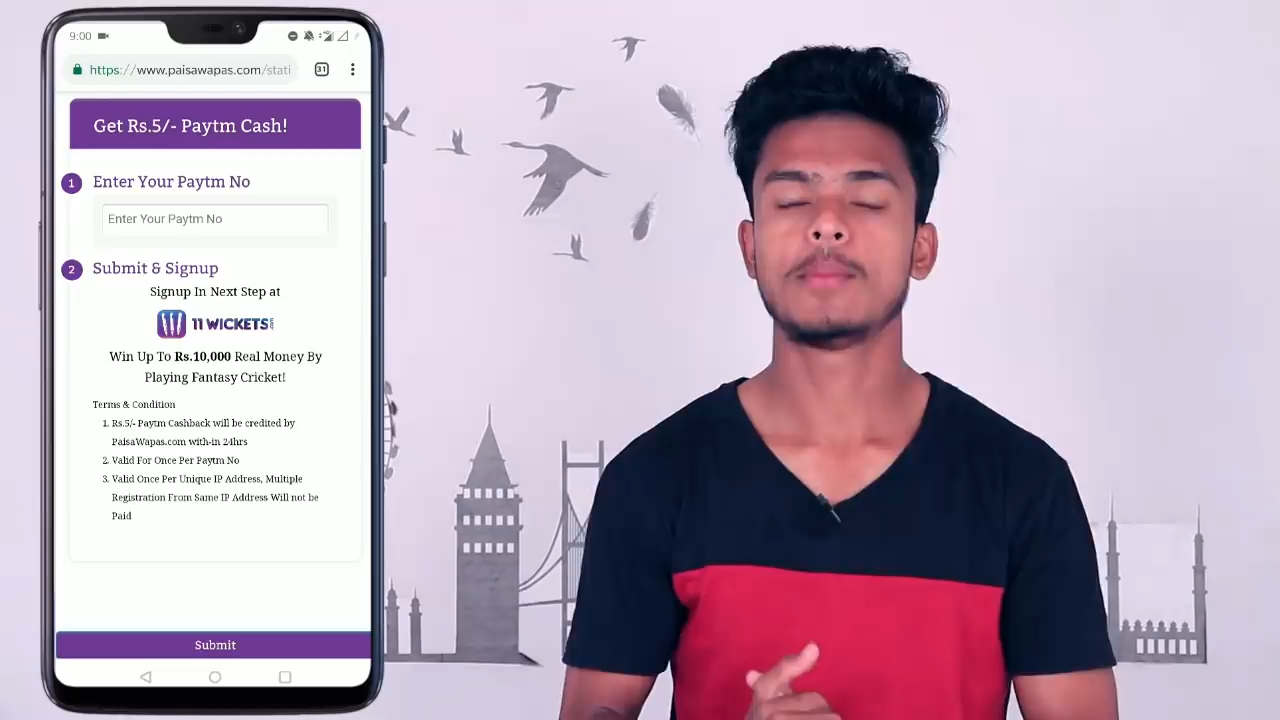 9:00
https://www.paisawapas.com/stati
31
Get Rs.5/- Paytm Cash!
1 Enter Your Paytm No
Enter Your Paytm No
2 Submit & Signup
Signup In Next Step at
11 WICKETS.com
Win Up To Rs.10,000 Real Money By
Playing Fantasy Cricket!
Terms & Condition
1. Rs.5/- Paytm Cashback will be credited by
PaisaWapas.com with-in 24hrs
2. Valid For Once Per Paytm No
3. Valid Once Per Unique IP Address, Multiple
Registration From Same IP Address Will not be
Paid
Submit